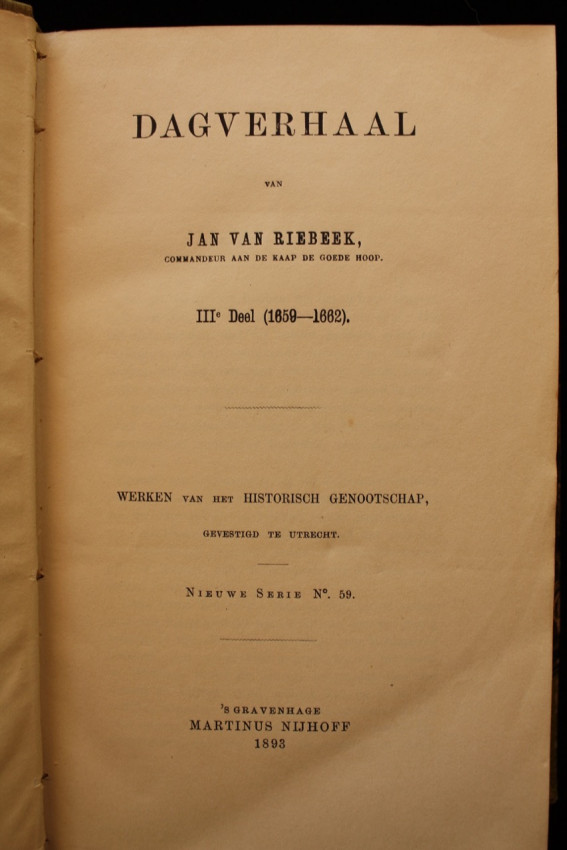 DAGVERHAAL
VAN
JAN VAN RIEBEEK,
COMMANDEUR AAN DE KAAP DE GOEDE HOOP.
IIIe Deel (1659—1662).
WERKEN VAN HET HISTORISCH GENOOTSCHAP,
GEVESTIGD TE UTRECHT.
NIEUWE SERIE No. 59.
'S GRAVENHAGE
MARTINUS NIJHOFF
1893